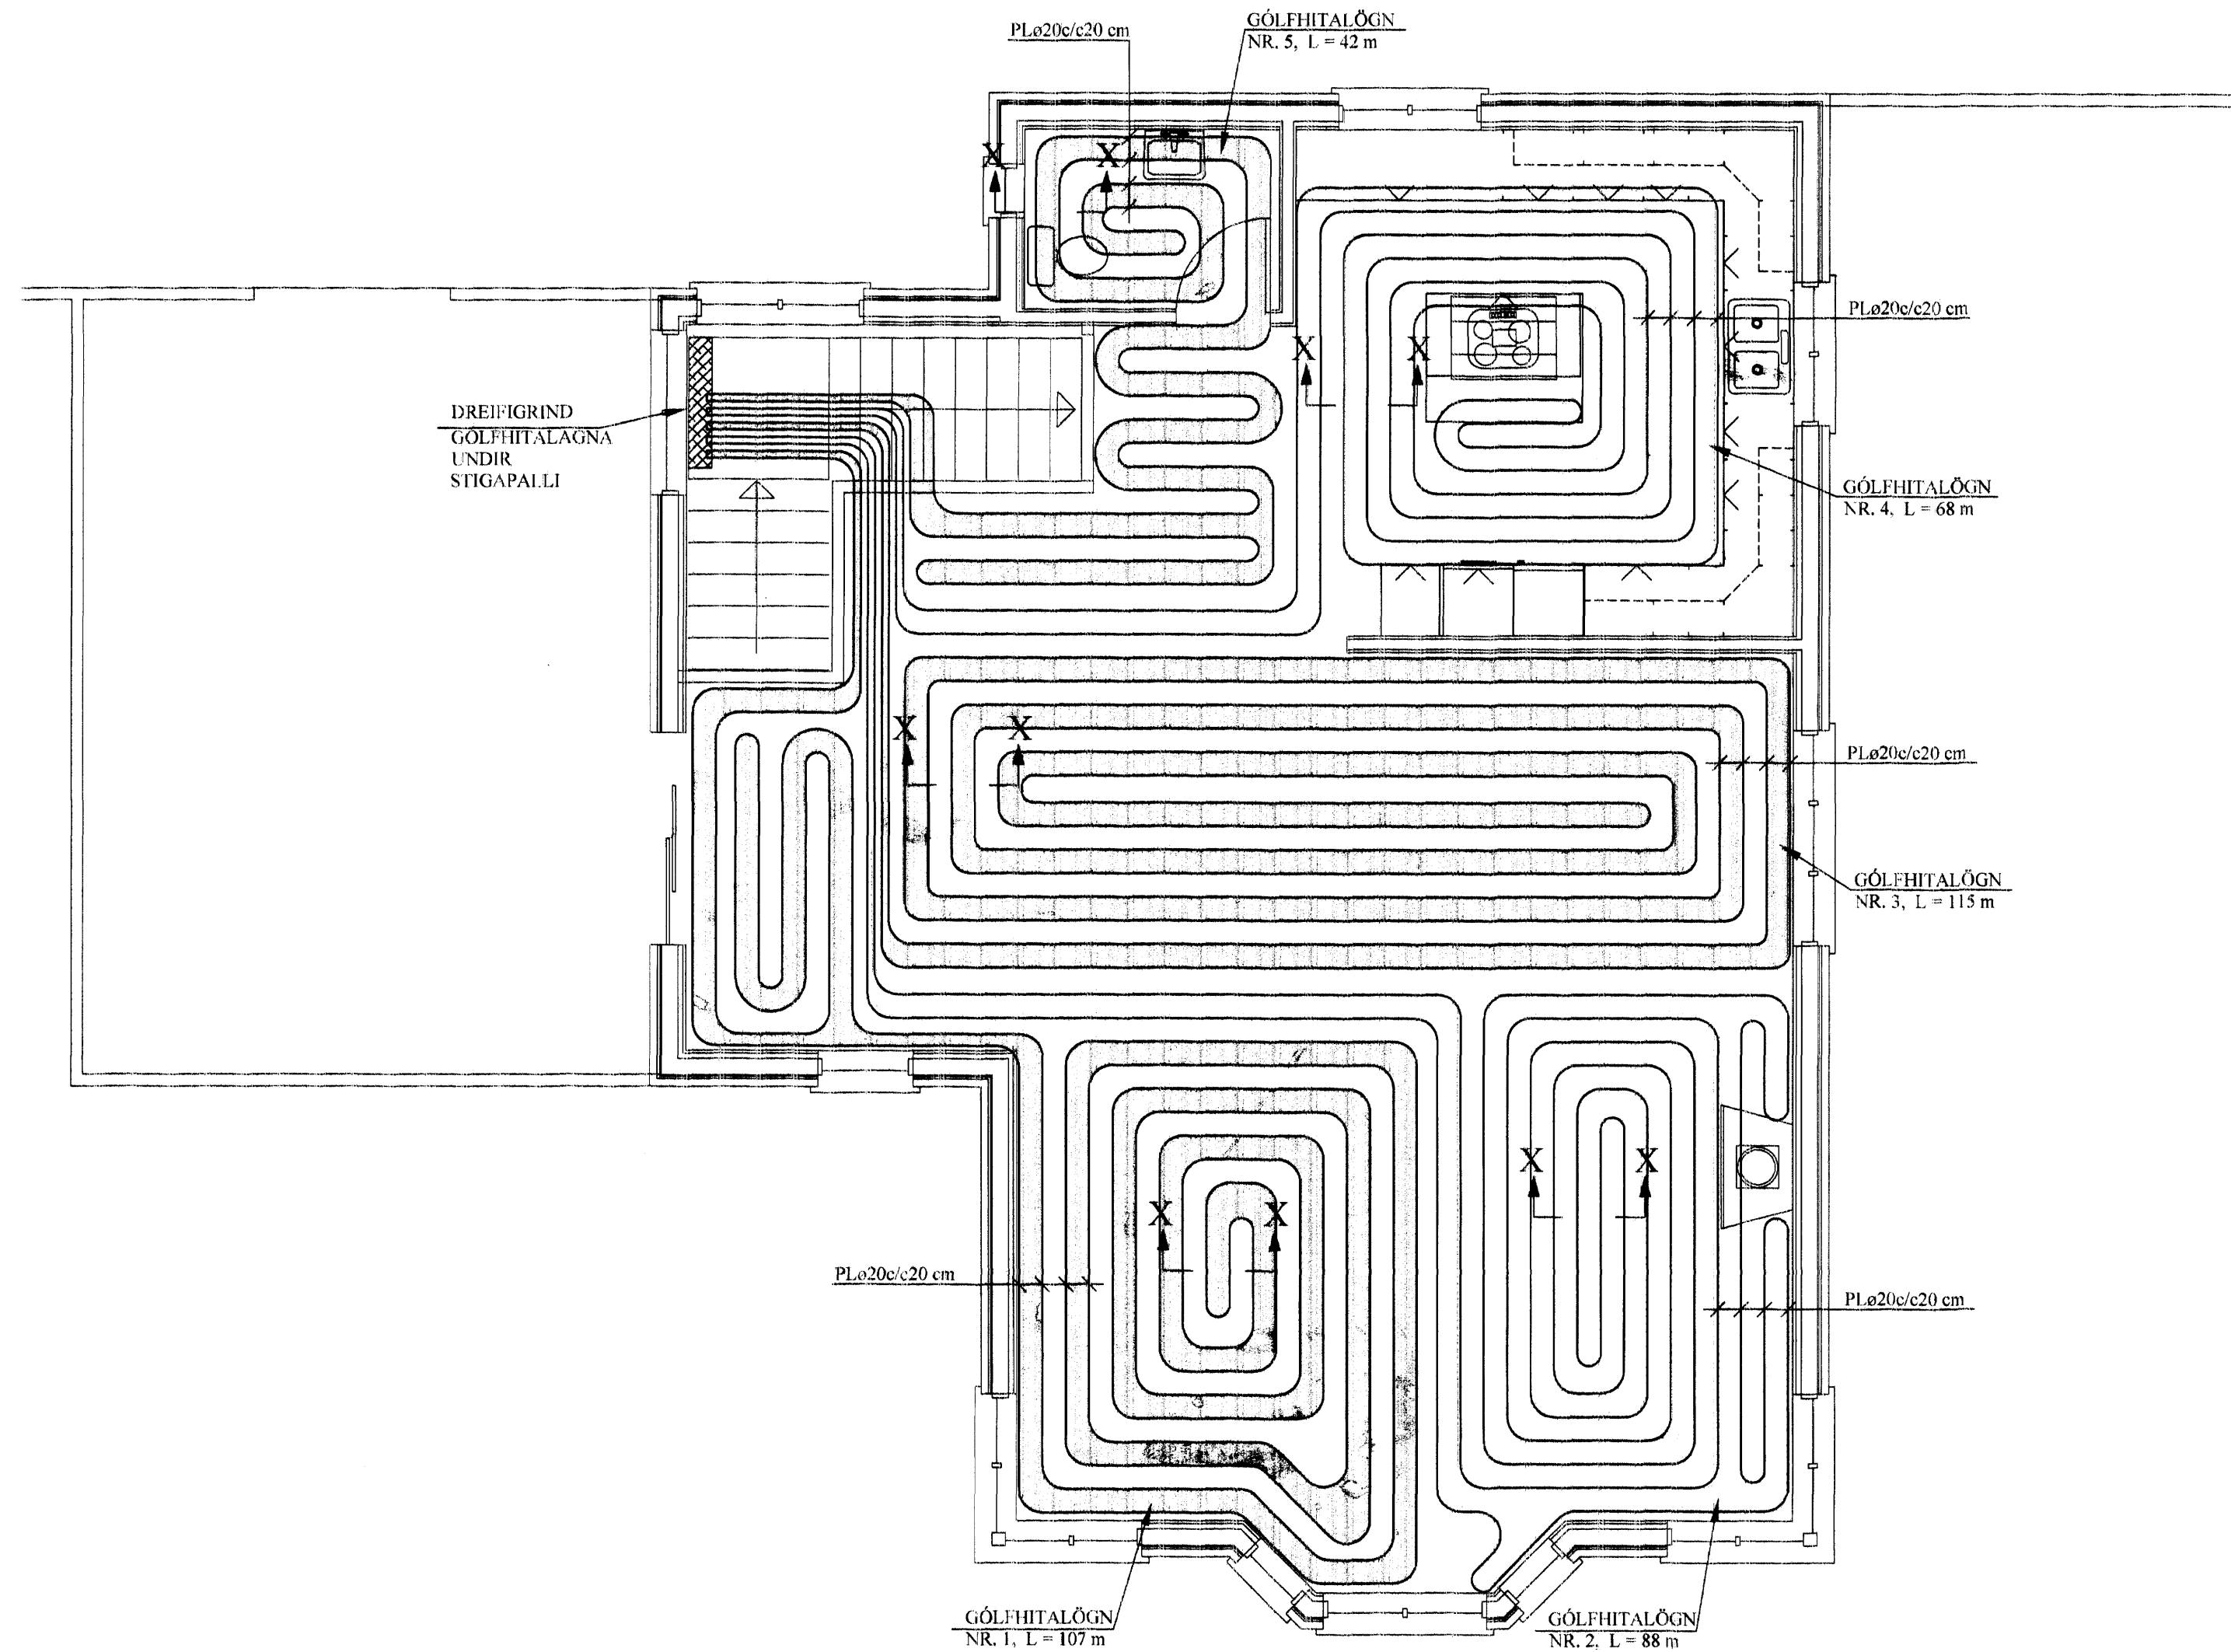 GÓLFHITALÖGN
NR. 5, L = 42 m
PLø20c/c20 cm
X
X
PLø20c/c20 cm
X
X
DREIFIGRIND
GÓLFHITALAGNA
UNDIR
STIGAPALLI
GÓLFHITALÖGN
NR. 4, L = 68 m
X
X
PLø20c/c20 cm
GÓLFHITALÖGN
NR. 3, L = 115 m
X
X
X
X
PLø20c/c20 cm
PLø20c/c20 cm
GÓLFHITALÖGN
NR. 1, L = 107 m
GÓLFHITALÖGN
NR. 2, L = 88 m